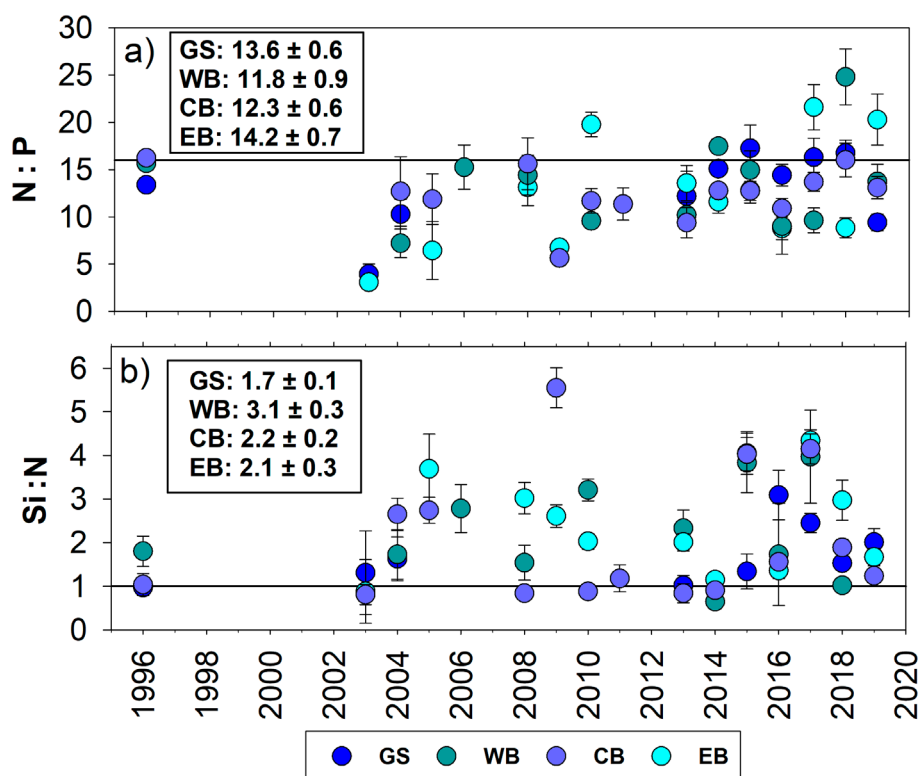 a)
GS: 13.6 ± 0.6
WB: 11.8 ± 0.9
CB: 12.3 ± 0.6
EB: 14.2 ± 0.7
N : P
30
25
20
15
10
5
0
b)
GS: 1.7 ± 0.1
WB: 3.1 ± 0.3
CB: 2.2 ± 0.2
EB: 2.1 ± 0.3
Si:N
6
5
4
3
2
1
0
1996 1998 2000 2002 2004 2006 2008 2010 2012 2014 2016 2018 2020
GS WB CB EB